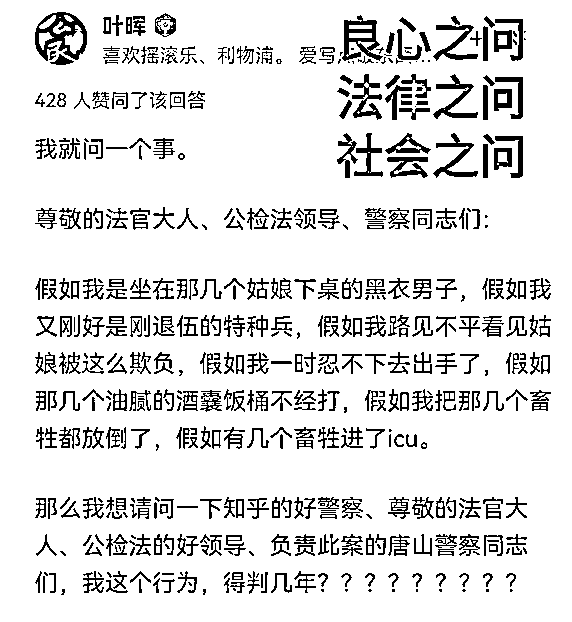 叶晖
良心之问
喜欢摇滚乐、利物浦。 爱写
法律之问
428 人赞同了该回答
社会之问
我就问一个事。
尊敬的法官大人、公检法领导、警察同志们：
假如我是坐在那几个姑娘下桌的黑衣男子，假如我
又刚好是刚退伍的特种兵，假如我路见不平看见姑
娘被这么欺负，假如我一时忍不下去出手了，假如
那几个油腻的酒囊饭桶不经打，假如我把那几个畜
牲都放倒了，假如有几个畜牲进了icu。
那么我想请问一下知乎的好警察、尊敬的法官大
人、公检法的好领导、负责此案的唐山警察同志
们，我这个行为，得判几年？？？？？？？？？